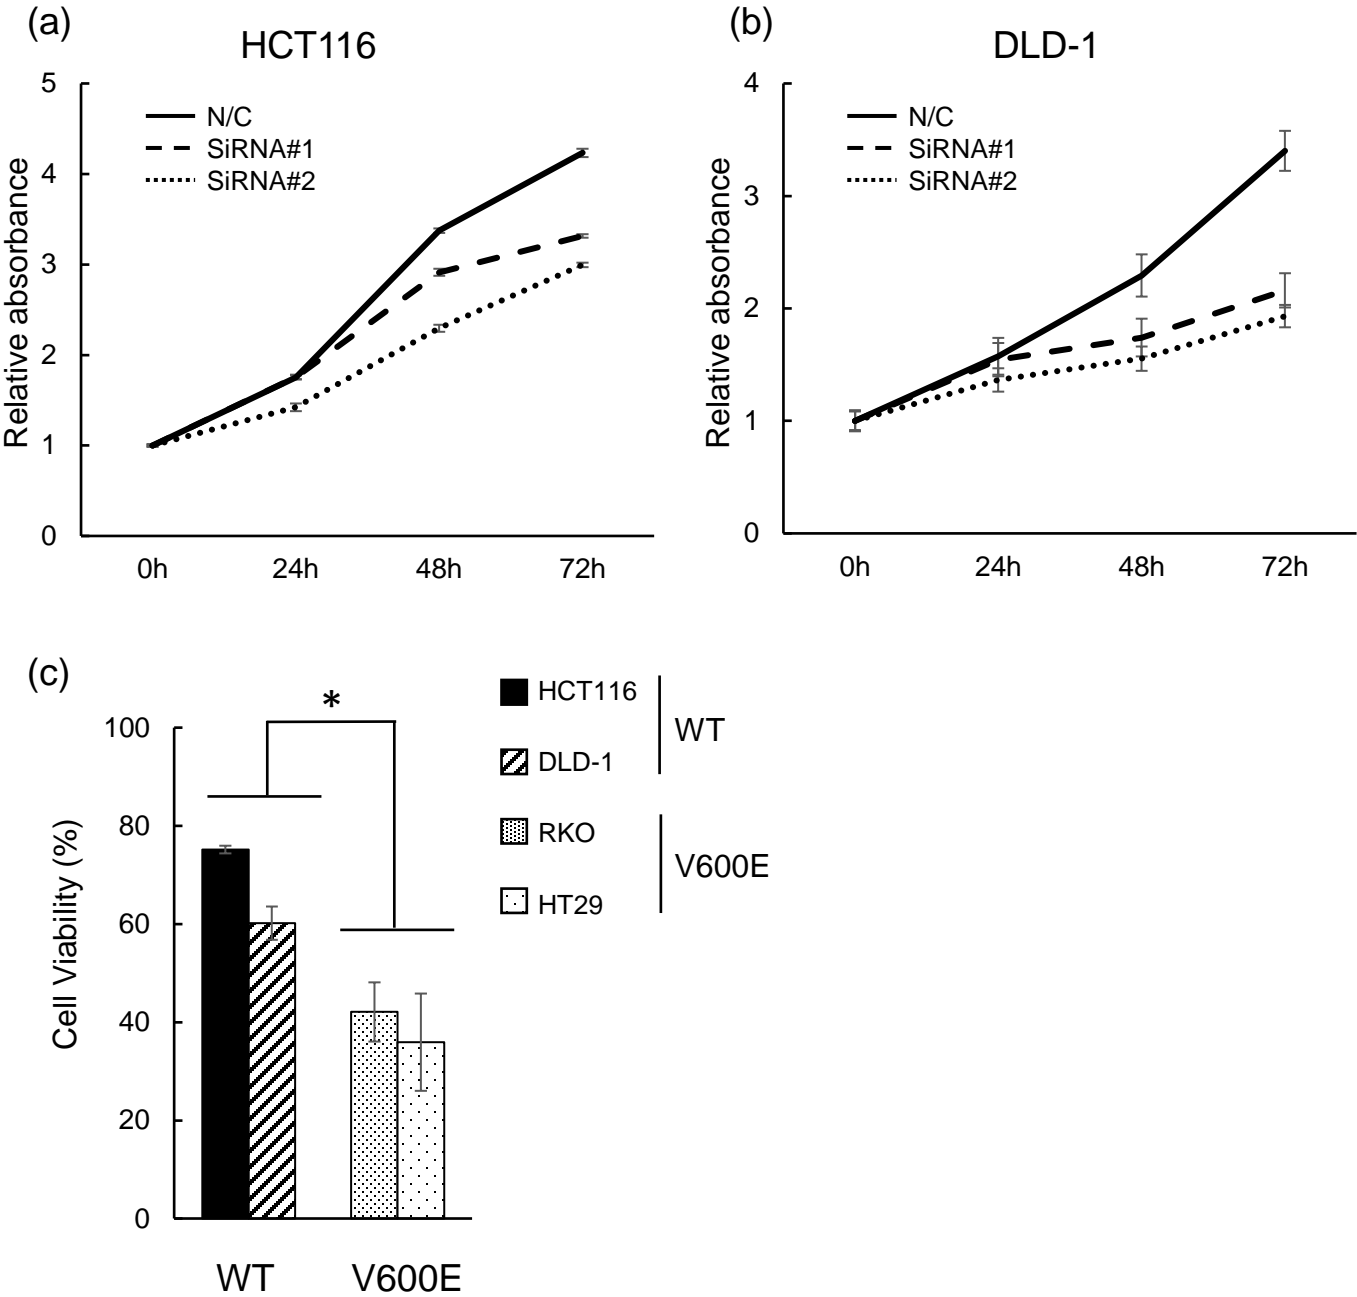 (a)
HCT116
5
4
3
2
1
0
Relative absorbance
N/C
SiRNA#1
SiRNA#2
0h 24h 48h 72h
(b)
DLD-1
4
3
2
1
0
Relative absorbance
N/C
SiRNA#1
SiRNA#2
0h 24h 48h 72h
(c)
*
100
80
60
40
20
0
Cell Viability (%)
WT V600E
HCT116
DLD-1
WT
RKO
HT29
V600E